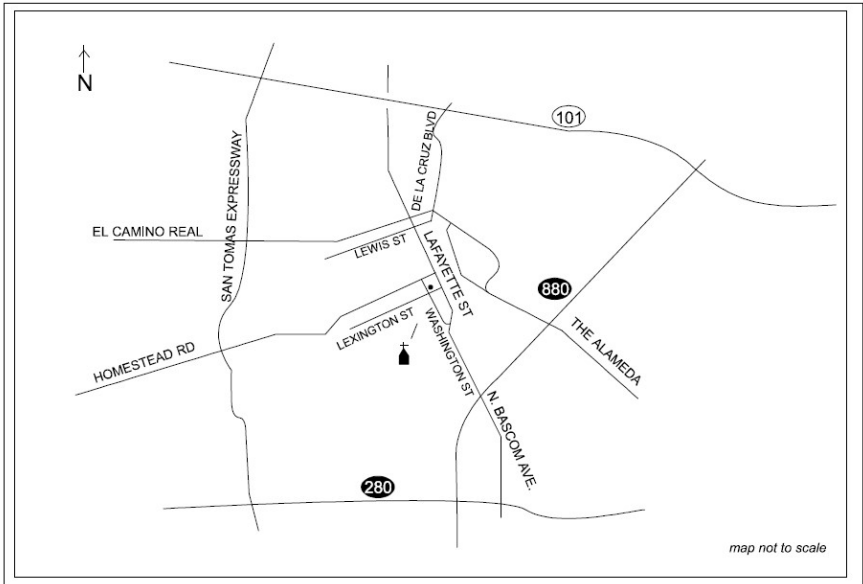 N
101
DE LA CRUZ BLVD
SAN TOMAS EXPRESSWAY
EL CAMINO REAL
LEWIS ST
LAFAYETTE ST
880
LEXINGTON ST
WASHINGTON ST
THE ALAMEDA
HOMESTEAD RD
N. BASCOM AVE.
280
map not to scale